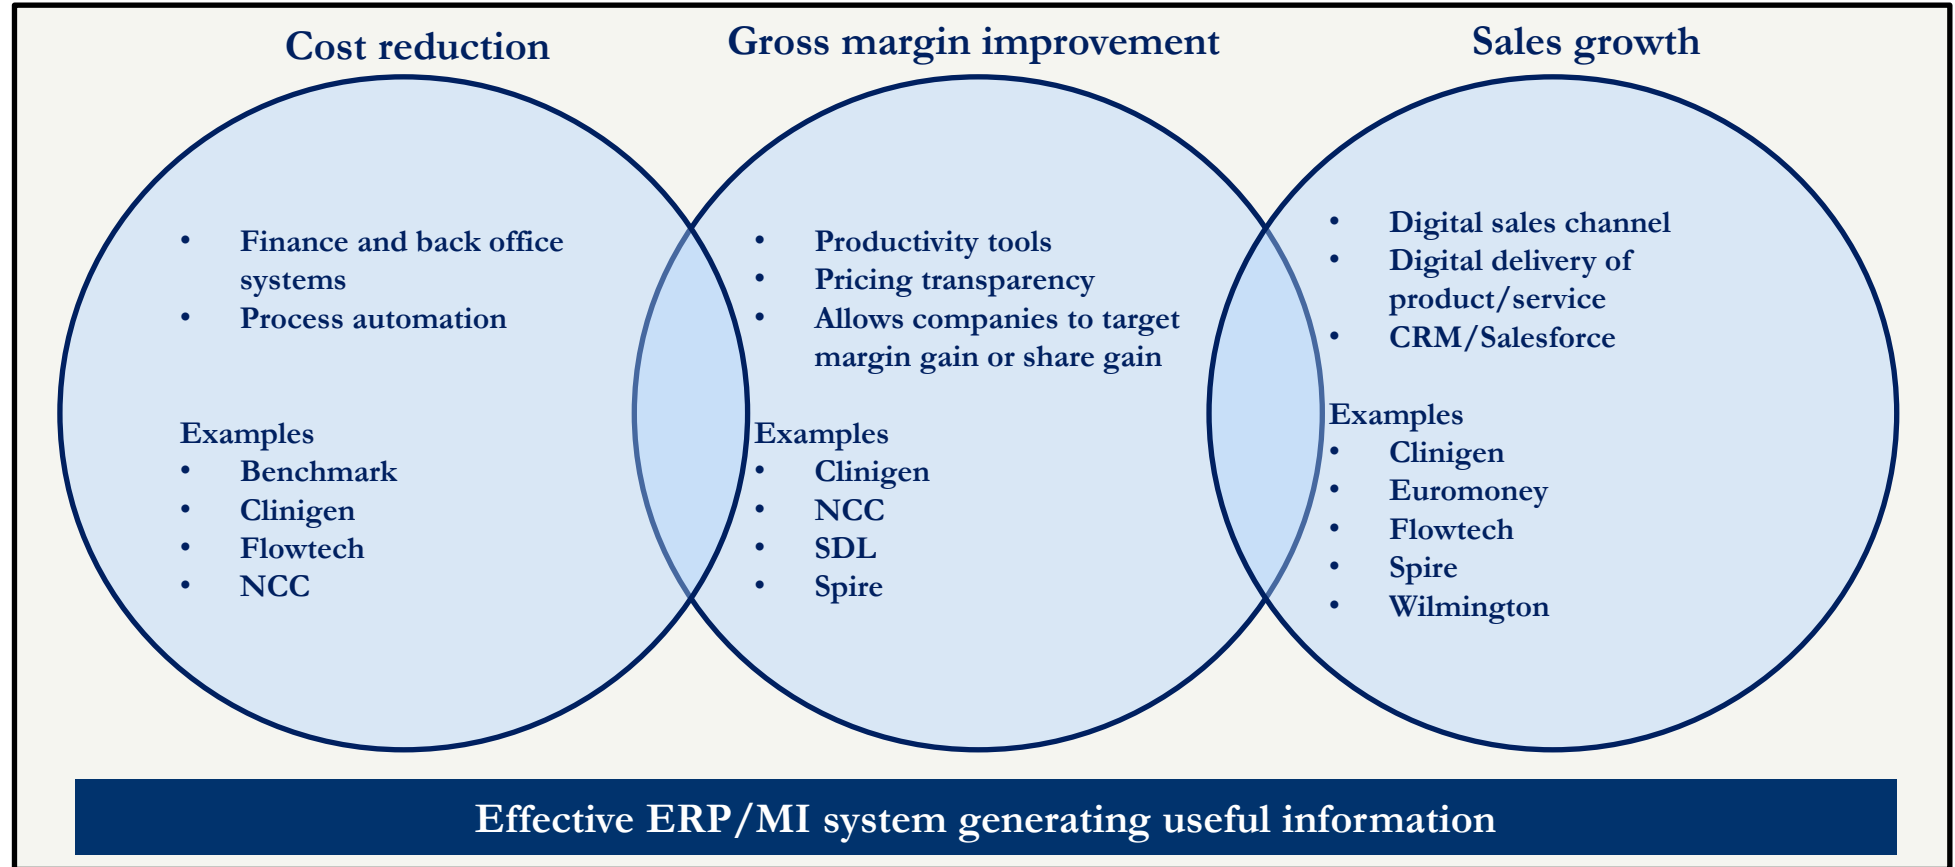 Cost reduction
• Finance and back office
systems
• Process automation
Examples
• Benchmark
• Clinigen
• Flowtech
• NCC
Gross margin improvement
• Productivity tools
• Pricing transparency
• Allows companies to target
margin gain or share gain
Examples
• Clinigen
• NCC
• SDL
• Spire
Sales growth
• Digital sales channel
• Digital delivery of
product/service
• CRM/Salesforce
Examples
• Clinigen
• Euromoney
• Flowtech
• Spire
• Wilmington
Effective ERP/MI system generating useful information